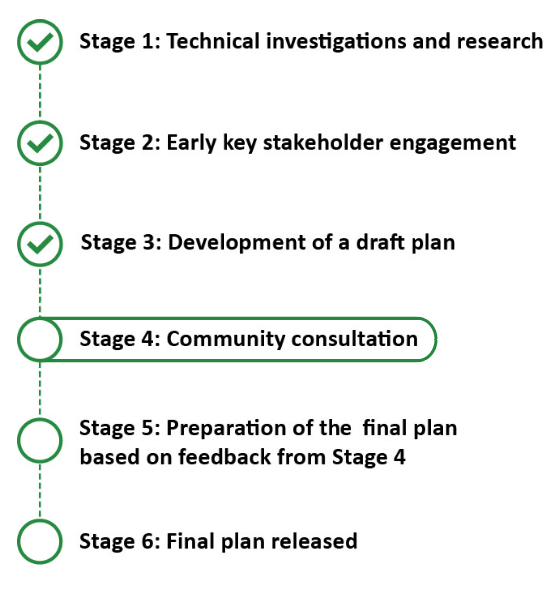 Stage 1: Technical investigations and research
Stage 2: Early key stakeholder engagement
Stage 3: Development of a draft plan
Stage 4: Community consultation
Stage 5: Preparation of the final plan
based on feedback from Stage 4
Stage 6: Final plan released